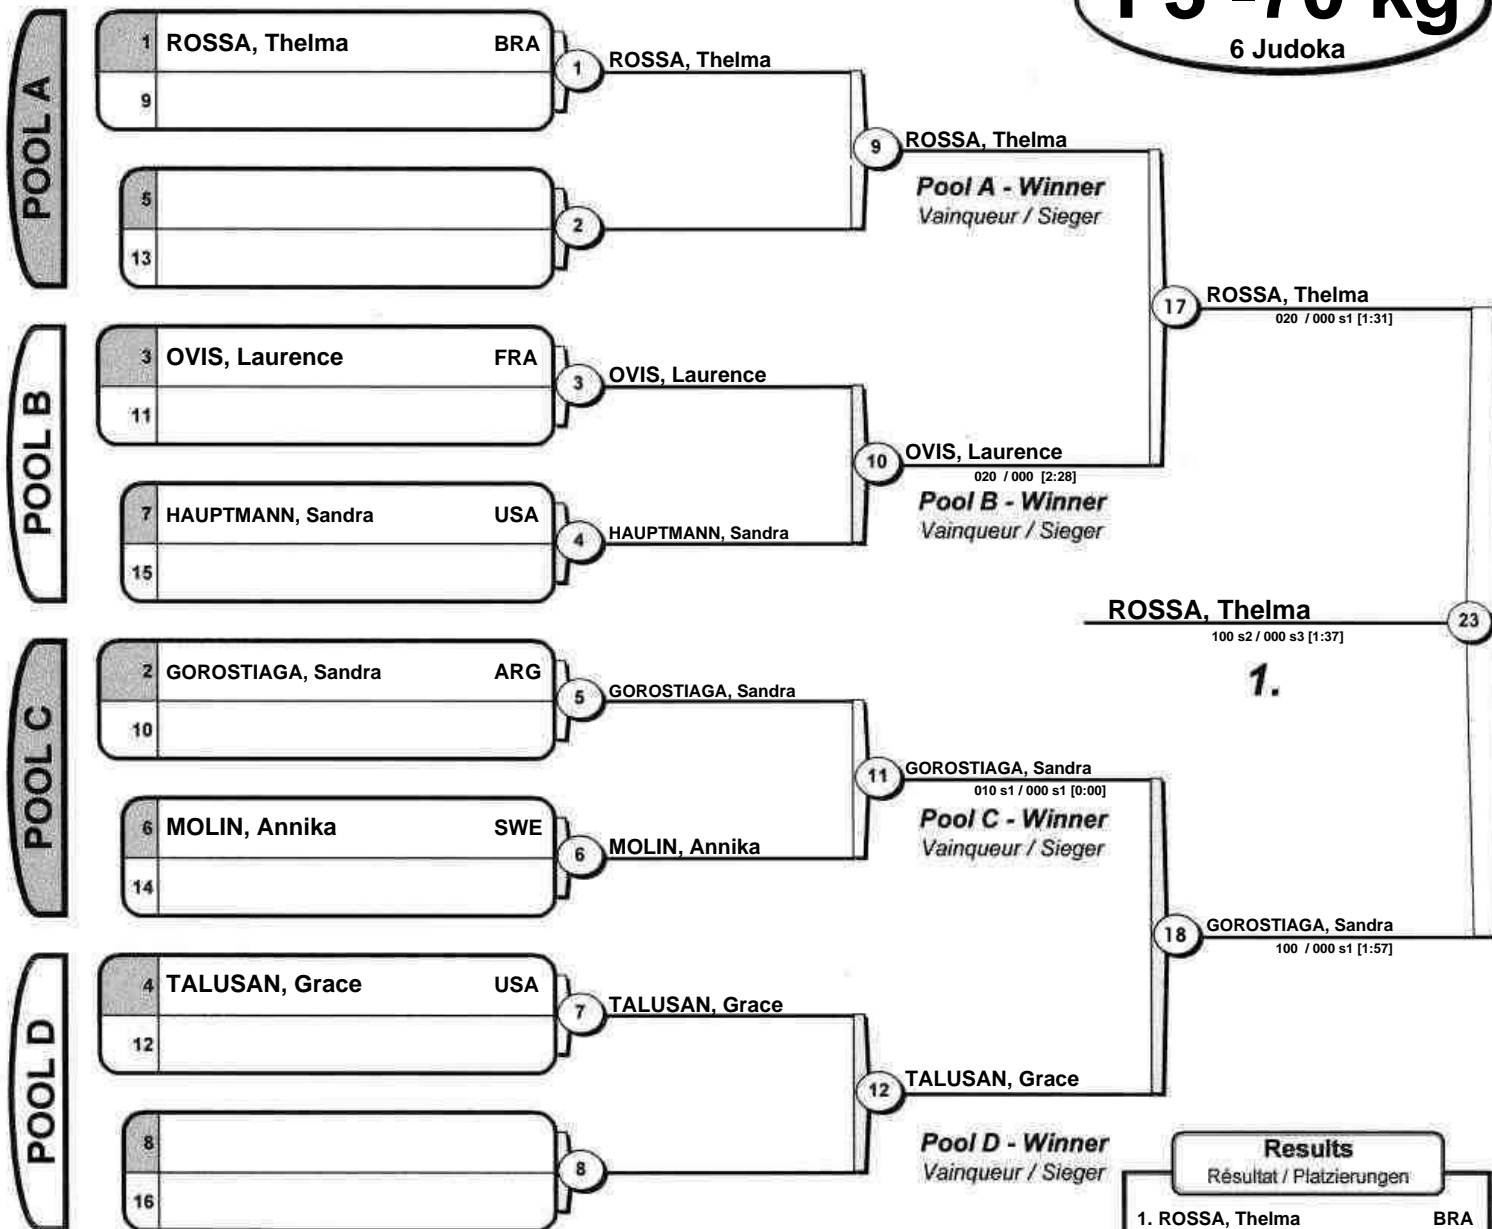 F3 -70 kg
6 Judoka
POOL A
1 ROSSA, Thelma BRA
9
5
13
1 ROSSA, Thelma
2
9 ROSSA, Thelma
Pool A - Winner
Vainqueur / Sieger
POOL B
3 OVIS, Laurence FRA
11
7 HAUPTMANN, Sandra USA
15
3 OVIS, Laurence
4 HAUPTMANN, Sandra
10 OVIS, Laurence
020 / 000 [2:28]
Pool B - Winner
Vainqueur / Sieger
17 ROSSA, Thelma
020 / 000 s1 [1:31]
ROSSA, Thelma 23
100 s2 / 000 s3 [1:37]
1.
POOL C
2 GOROSTIAGA, Sandra ARG
10
6 MOLIN, Annika SWE
14
5 GOROSTIAGA, Sandra
6 MOLIN, Annika
11 GOROSTIAGA, Sandra
010 s1 / 000 s1 [0:00]
Pool C - Winner
Vainqueur / Sieger
18 GOROSTIAGA, Sandra
100 / 000 s1 [1:57]
POOL D
4 TALUSAN, Grace USA
12
8
16
7 TALUSAN, Grace
8
12 TALUSAN, Grace
Pool D - Winner
Vainqueur / Sieger
Results
Résultat / Platzierungen
1. ROSSA, Thelma BRA